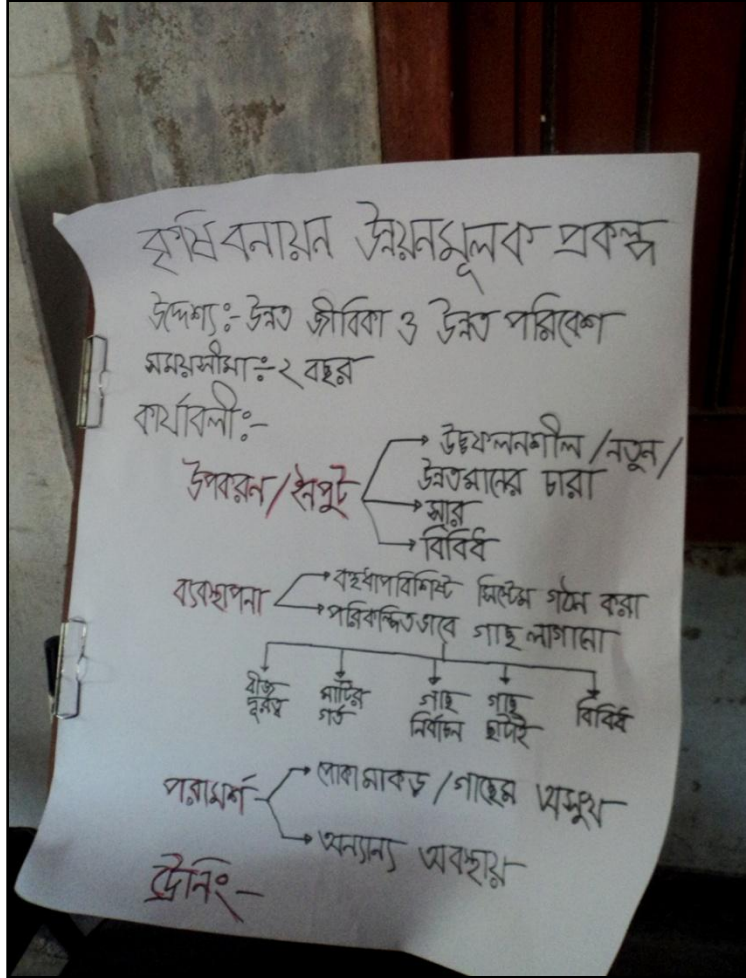 কৃষি বনায়ন উন্নয়নমূলক প্রকল্প
উদ্দেশ্য:- উন্নত জীবিকা ও উন্নত পরিবেশ
সময়সীমা:- ২ বছর
কার্যাবলী:-
উপকরন/ইনপুট
উচ্চফলনশীল/নতুন/
উন্নতমানের চারা
সার
বিবিধ
ব্যবস্থাপনা
বহুধাপবিশিষ্ট সিস্টেম গঠন করা
পরিকল্পিতভাবে গাছ লাগানো
বীজ দূরত্ব
মাটির গর্ত
গাছ নির্বাচন
গাছ ছাটাই
বিবিধ
পরামর্শ
পোকামাকড়/গাছের অসুখ
অন্যান্য অবস্থায়
ট্রেনিং-